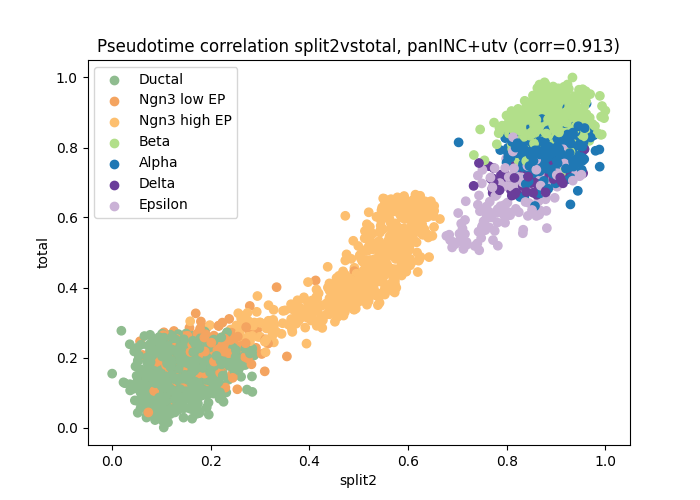 Pseudotime correlation split2vstotal, panINC+utv (corr=0.913)
Ductal
Ngn3 low EP
Ngn3 high EP
Beta
Alpha
Delta
Epsilon
1.0
0.8
0.6
0.4
0.2
0.0
total
0.0 0.2 0.4 0.6 0.8 1.0
split2